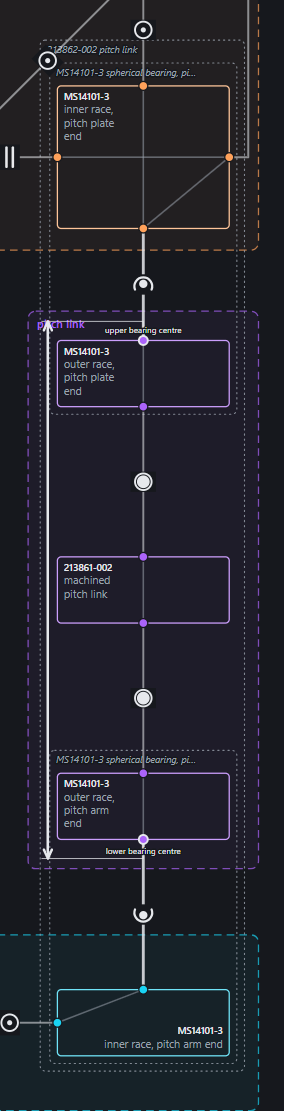 213862-002 pitch link
MS14101-3 spherical bearing, pi...
MS14101-3
inner race,
pitch plate
end
pitch link
upper bearing centre
MS14101-3
outer race,
pitch plate
end
213861-002
machined
pitch link
MS14101-3 spherical bearing, pi...
MS14101-3
outer race,
pitch arm
end
lower bearing centre
MS14101-3
inner race, pitch arm end